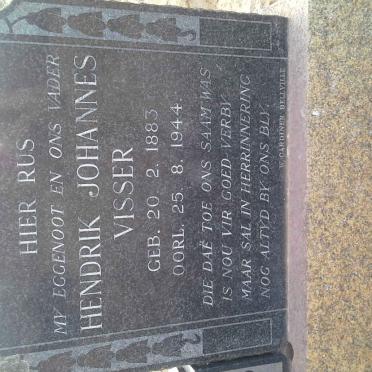 HIER RUS
MY EGGENOOT EN ONS VADER
HENDRIK JOHANNES
VISSER
GEB. 20. 2. 1883
OORL. 25. 8. 1944.
DIE DAE TOE ONS SAAM WAS
IS NOU VIR GOED VERBY.
MAAR SAL IN HERRINNERING
NOG ALTYD BY ONS BLY.
GARDINER BELLVILLE